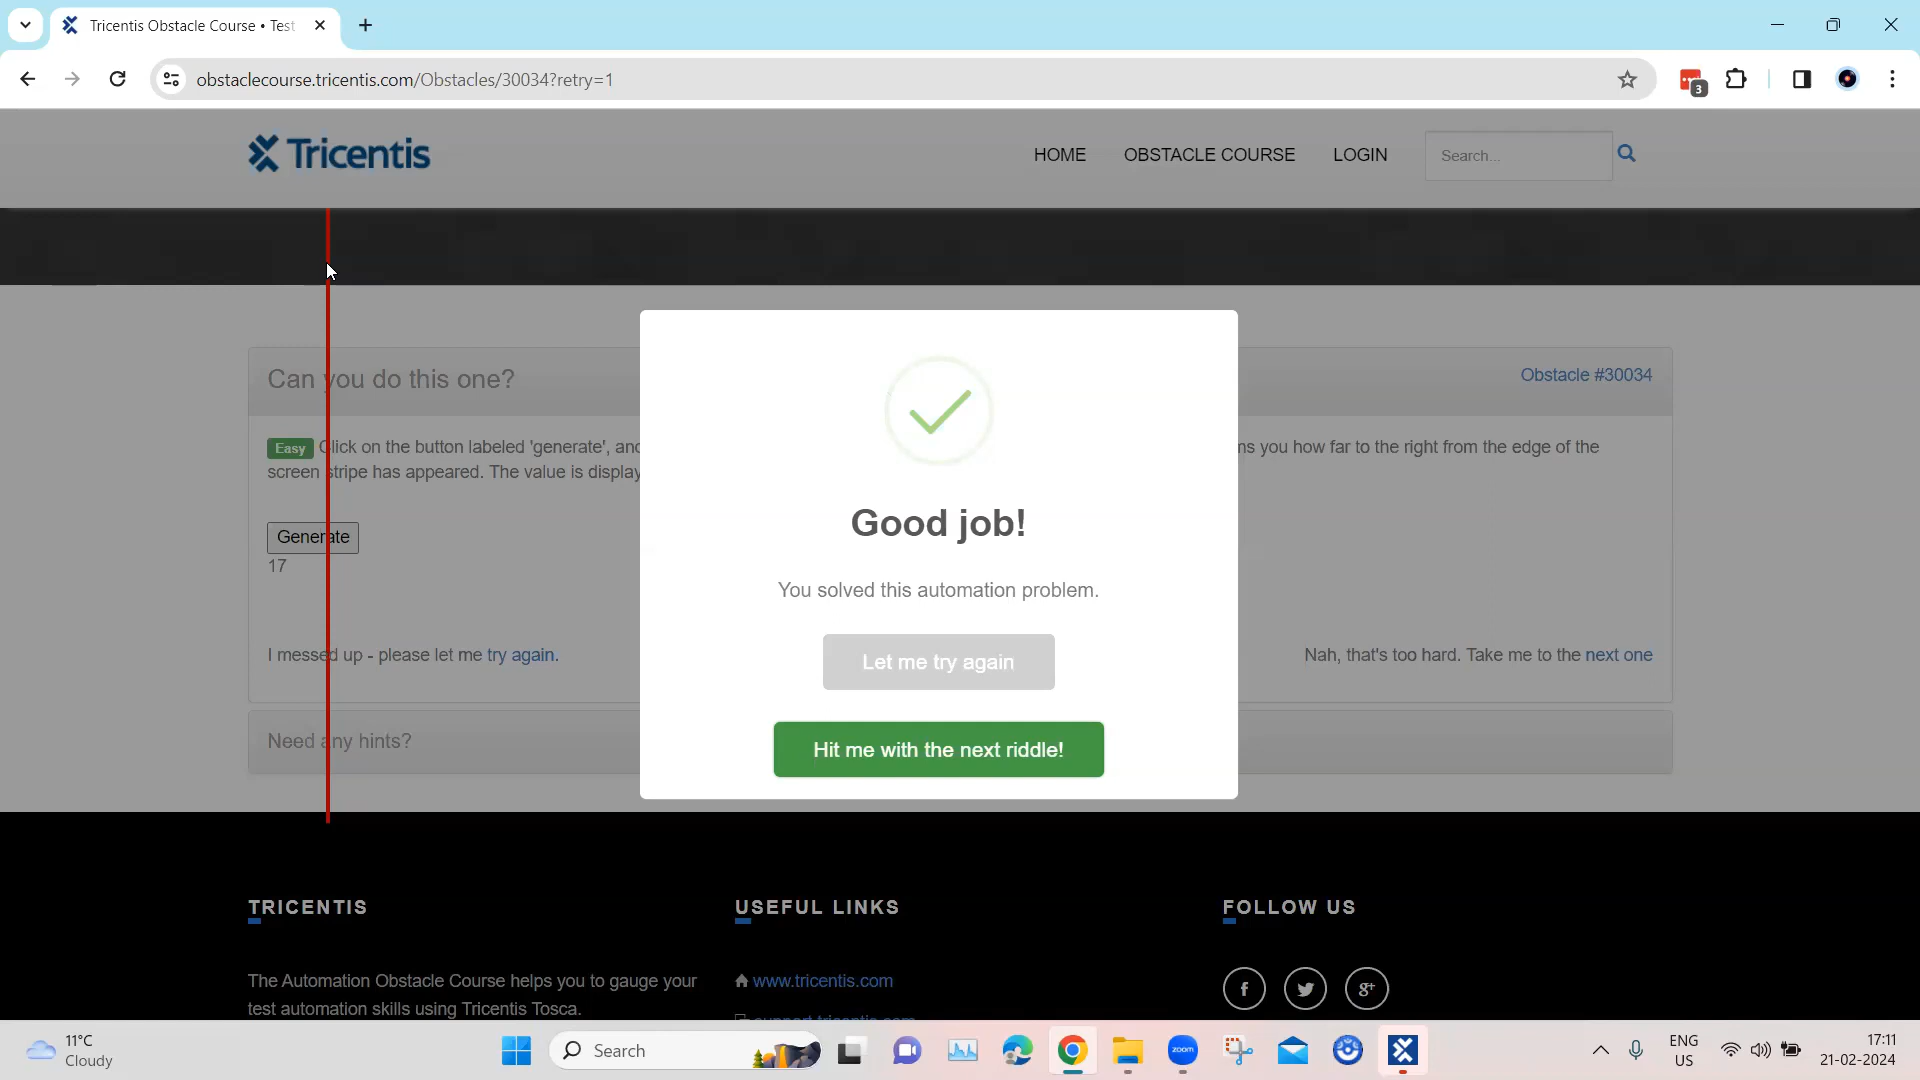 Tricentis Obstacle Course • Test
obstaclecourse.tricentis.com/Obstacles/30034?retry=1
3
Tricentis
HOME
OBSTACLE COURSE
LOGIN
Search...
Can you do this one?
Obstacle #30034
Easy Click on the button labeled 'generate', and
ms you how far to the right from the edge of the
screen stripe has appeared. The value is display
Generate
17
I messed up - please let me try again.
Nah, that's too hard. Take me to the next one
Need any hints?
Good job!
You solved this automation problem.
Let me try again
Hit me with the next riddle!
TRICENTIS
The Automation Obstacle Course helps you to gauge your
test automation skills using Tricentis Tosca.
USEFUL LINKS
www.tricentis.com
support.tricentis.com
FOLLOW US
f
g+
11°C
Cloudy
Search
zoom
ENG
US
17:11
21-02-2024